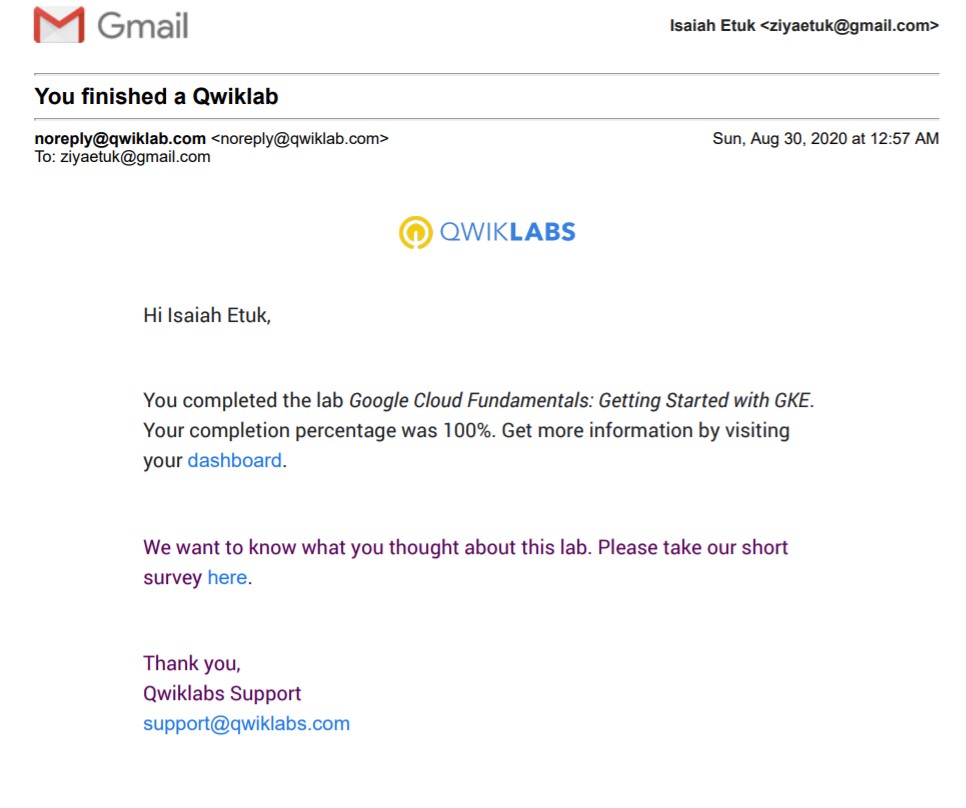 Gmail
Isaiah Etuk <ziyaetuk@gmail.com>
You finished a Qwiklab
noreply@qwiklab.com <noreply@qwiklab.com>
Sun, Aug 30, 2020 at 12:57 AM
To: ziyaetuk@gmail.com
QWIKLABS
Hi Isaiah Etuk,
You completed the lab Google Cloud Fundamentals: Getting Started with GKE.
Your completion percentage was 100%. Get more information by visiting
your dashboard.
We want to know what you thought about this lab. Please take our short
survey here.
Thank you,
Qwiklabs Support
support@qwiklabs.com